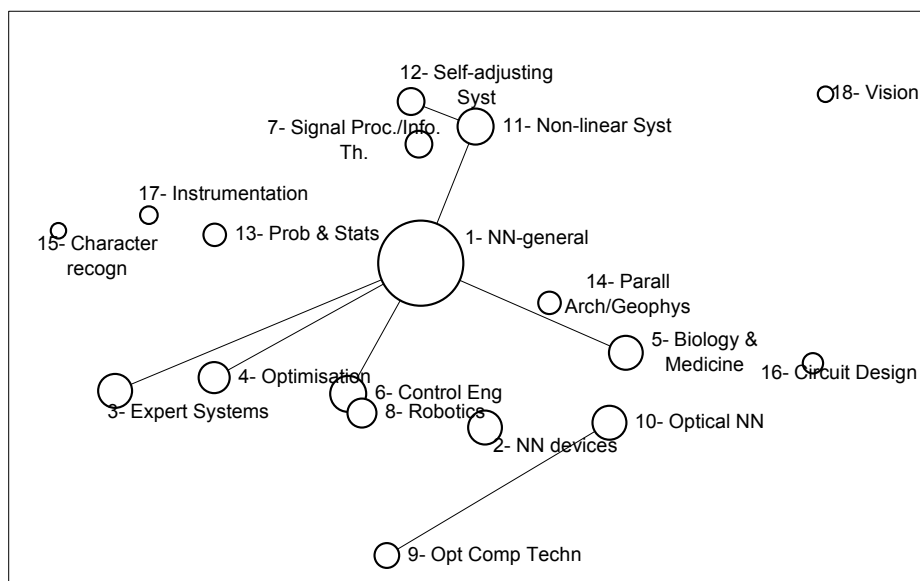 12- Self-adjusting
Syst
18- Vision
7- Signal Proc./Info.
Th.
11- Non-linear Syst
17- Instrumentation
15- Character
recogn
13- Prob & Stats
1- NN-general
14- Parall
Arch/Geophys
5- Biology &
Medicine
16- Circuit Design
4- Optimisation
3- Expert Systems
6- Control Eng
8- Robotics
10- Optical NN
2- NN devices
9- Opt Comp Techn